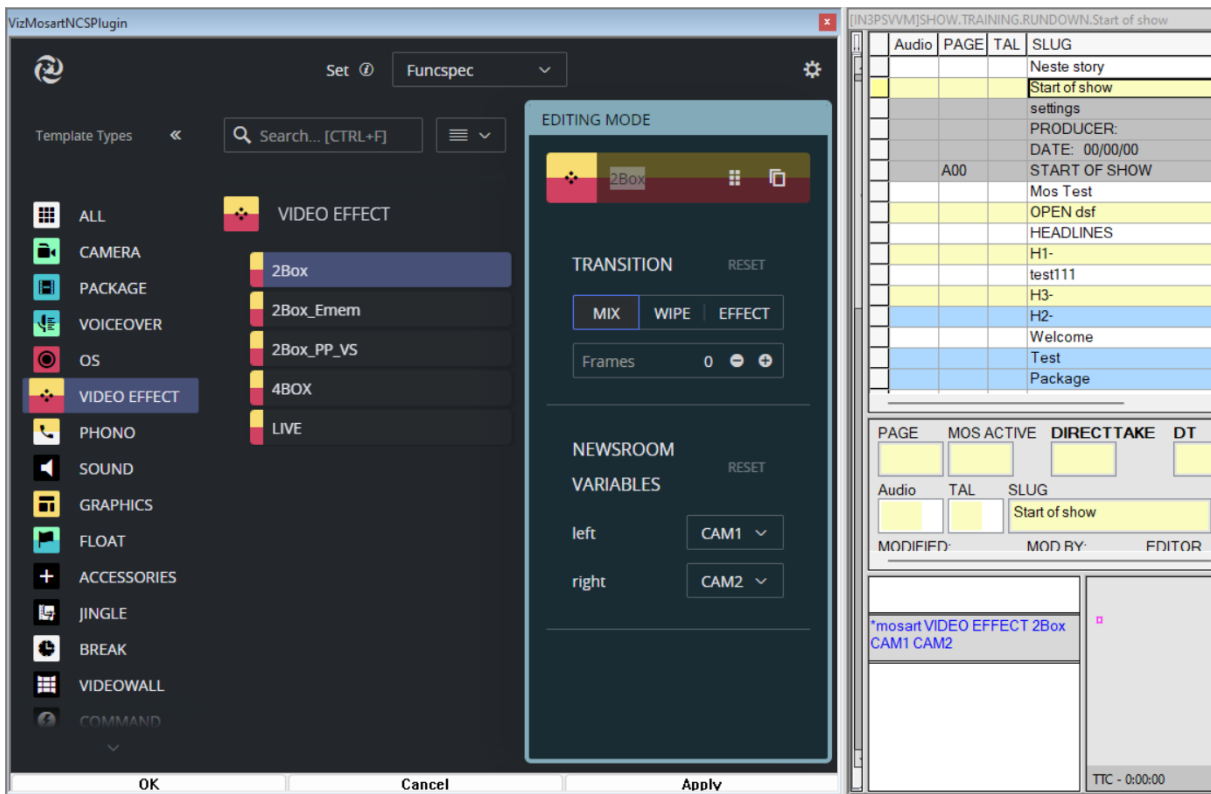 VizMosartNCSPlugin
x
Set i Funcspec
Template Types «
Search... [CTRL+F]
ALL
CAMERA
PACKAGE
VOICEOVER
OS
VIDEO EFFECT
PHONO
SOUND
GRAPHICS
FLOAT
ACCESSORIES
JINGLE
BREAK
VIDEOWALL
COMMAND
VIDEO EFFECT
2Box
2Box_Emem
2Box_PP_VS
4BOX
LIVE
EDITING MODE
2Box
TRANSITION RESET
MIX WIPE EFFECT
Frames 0
NEWSROOM
VARIABLES
RESET
left CAM1
right CAM2
OK Cancel Apply
[IN3PSVVM]SHOW.TRAINING.RUNDOWN.Start of show
Audio PAGE TAL SLUG
Neste story
Start of show
settings
PRODUCER:
DATE: 00/00/00
A00 START OF SHOW
Mos Test
OPEN dsf
HEADLINES
H1-
test111
H3-
H2-
Welcome
Test
Package
PAGE MOS ACTIVE DIRECTTAKE DT
Audio TAL SLUG
Start of show
MODIFIED: MOD BY: EDITOR
*mosart VIDEO EFFECT 2Box
CAM1 CAM2
TTC - 0:00:00